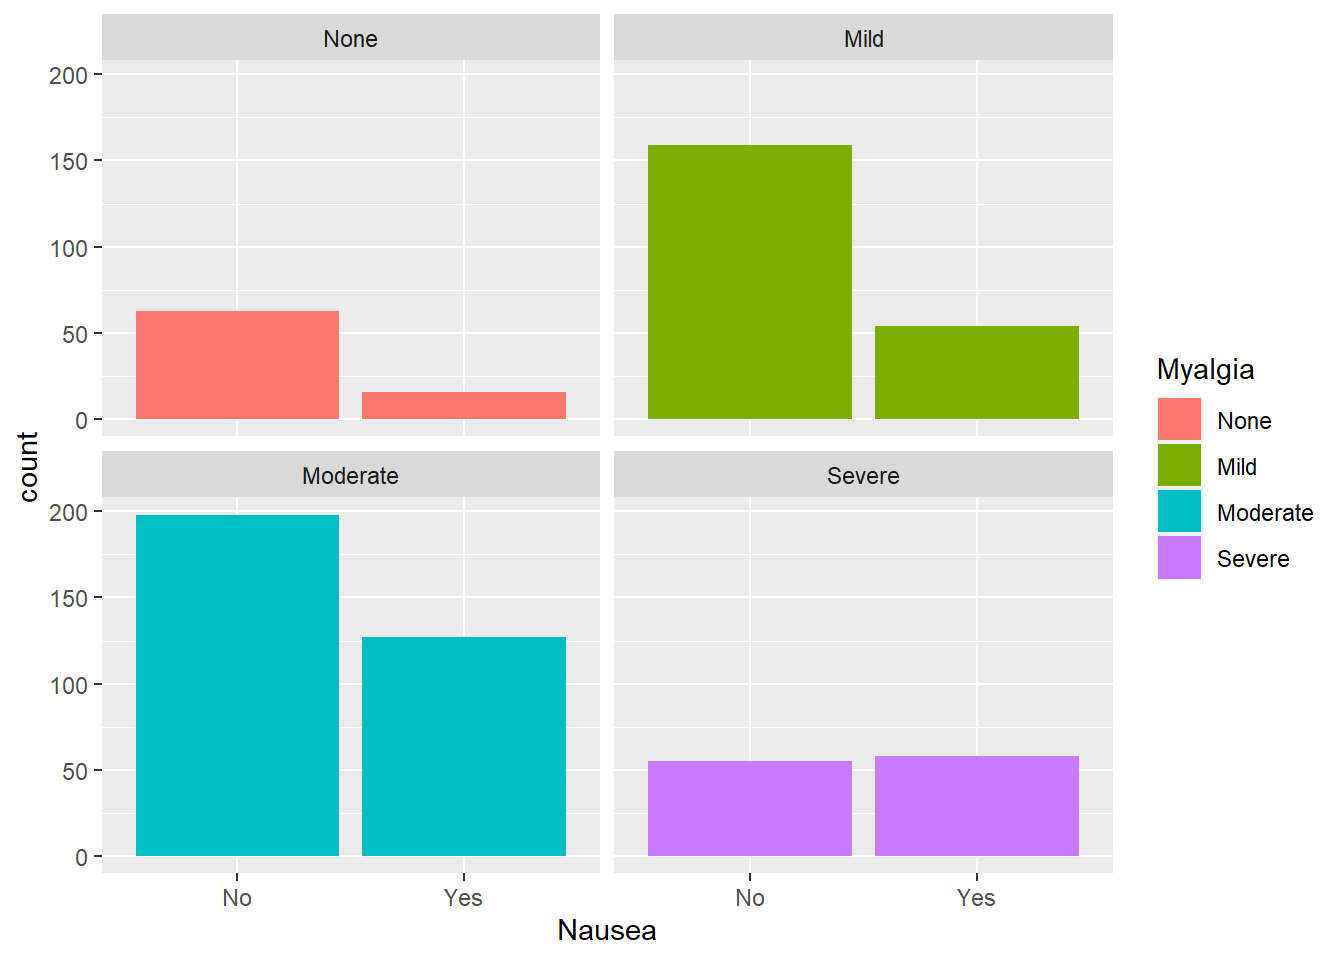 None
Mild
200
150
100
50
0
Moderate
Severe
200
150
100
50
0
No
Yes
No
Yes
Nausea
count
Myalgia
None
Mild
Moderate
Severe